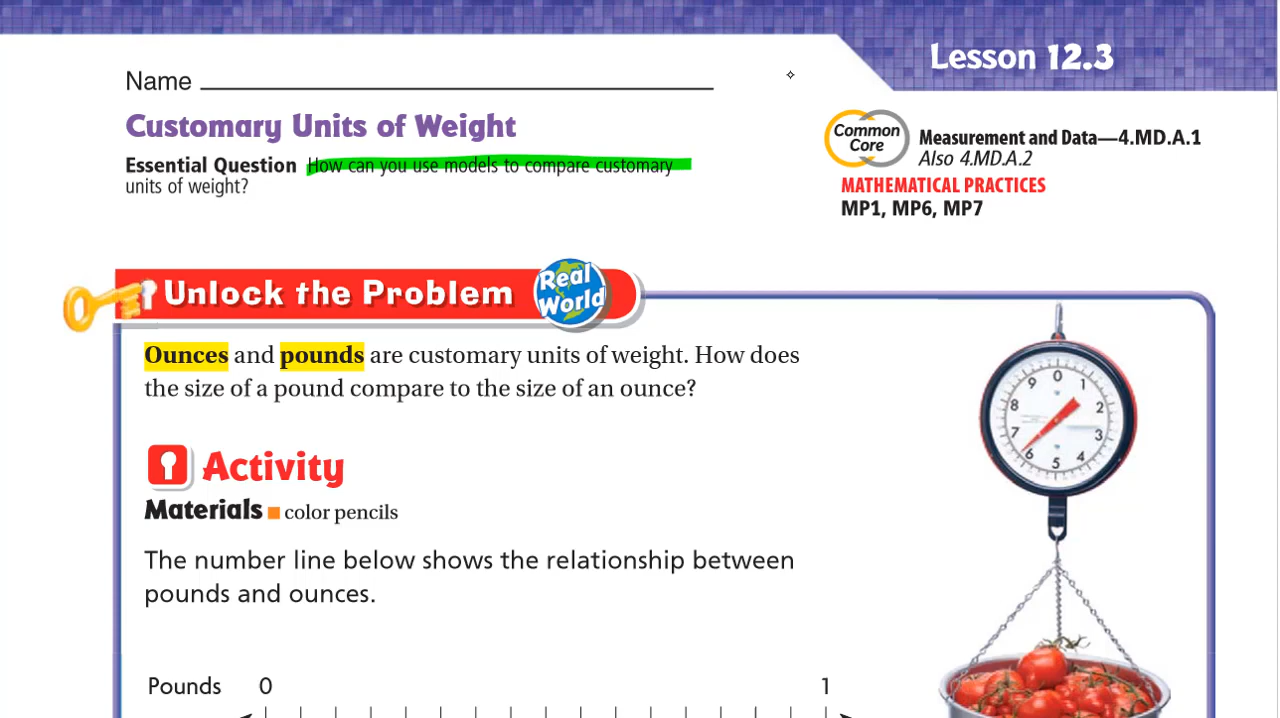 Lesson 12.3
Name
Customary Units of Weight
Essential Question How can you use models to compare customary
units of weight?
Common
Core
Measurement and Data—4.MD.A.1
Also 4.MD.A.2
MATHEMATICAL PRACTICES
MP1, MP6, MP7
Unlock the Problem
Real
World
Ounces and pounds are customary units of weight. How does
the size of a pound compare to the size of an ounce?
Activity
Materials ■ color pencils
The number line below shows the relationship between
pounds and ounces.
Pounds 0 1
0 1 2 3 4 5 6 7 8 9